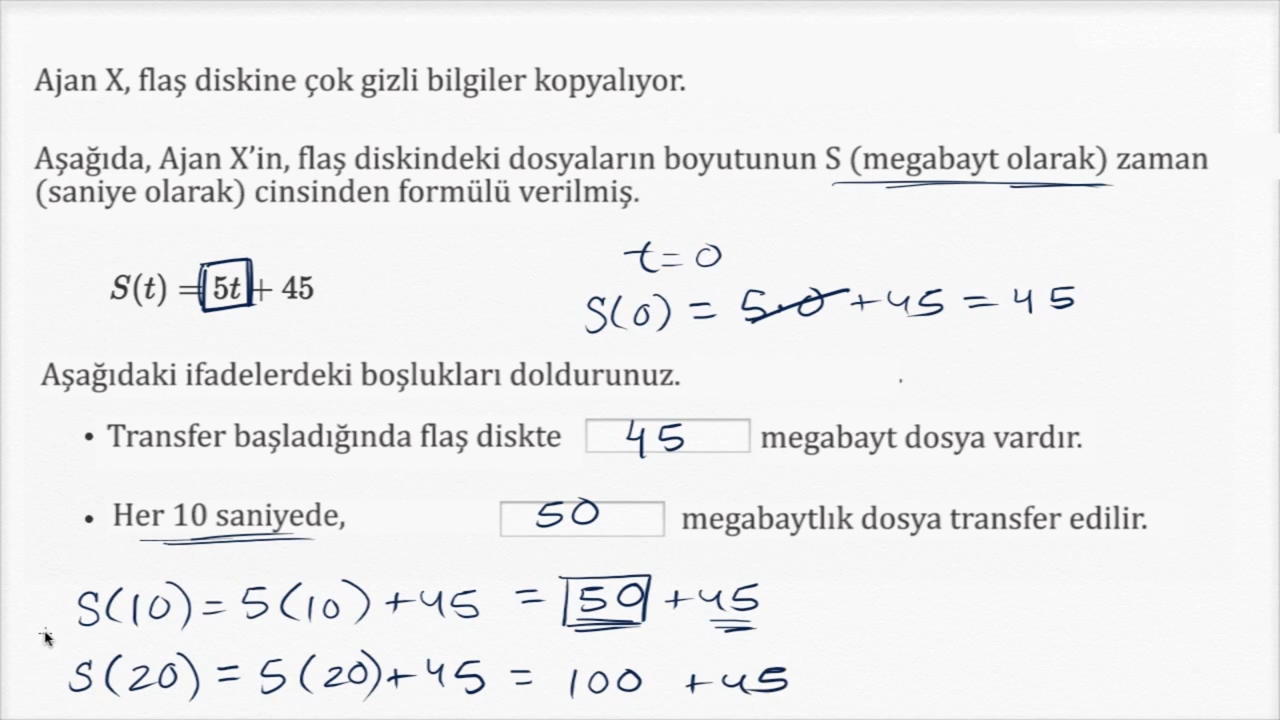 Ajan X, flaş diskine çok gizli bilgiler kopyalıyor.
Aşağıda, Ajan X'in, flaş diskindeki dosyaların boyutunun S (megabayt olarak) zaman
(saniye olarak) cinsinden formülü verilmiş.
t=0
S(t) = 5t + 45
S(0) = 5·0 +45 = 45
Aşağıdaki ifadelerdeki boşlukları doldurunuz.
• Transfer başladığında flaş diskte 45 megabayt dosya vardır.
• Her 10 saniyede, 50 megabaytlık dosya transfer edilir.
S(10) = 5(10) +45 = 50 +45
S(20) = 5(20)+45 = 100 +45